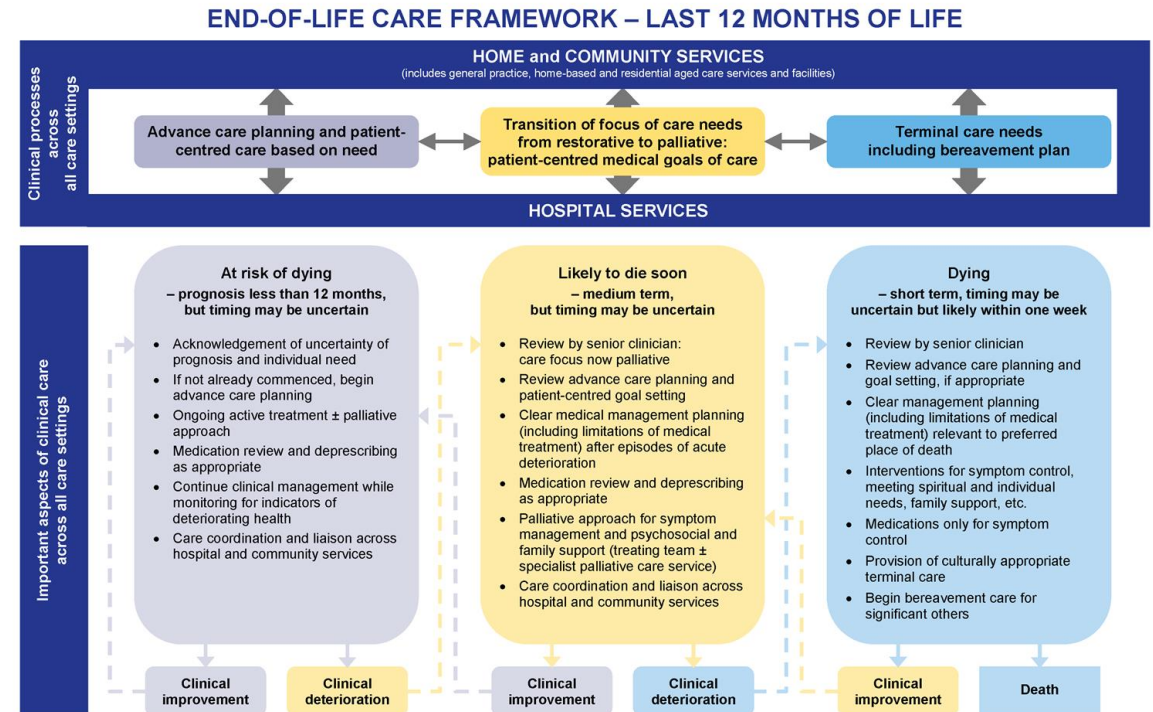 END-OF-LIFE CARE FRAMEWORK – LAST 12 MONTHS OF LIFE
Clinical processes
across
all care settings
HOME and COMMUNITY SERVICES
(includes general practice, home-based and residential aged care services and facilities)
Advance care planning and patient-
centred care based on need
Transition of focus of care needs
from restorative to palliative:
patient-centred medical goals of care
Terminal care needs
including bereavement plan
HOSPITAL SERVICES
Important aspects of clinical care
across all care settings
At risk of dying
– prognosis less than 12 months,
but timing may be uncertain
• Acknowledgement of uncertainty of
prognosis and individual need
• If not already commenced, begin
advance care planning
• Ongoing active treatment ± palliative
approach
• Medication review and deprescribing
as appropriate
• Continue clinical management while
monitoring for indicators of
deteriorating health
• Care coordination and liaison across
hospital and community services
Clinical
improvement
Clinical
deterioration
Likely to die soon
– medium term,
but timing may be uncertain
• Review by senior clinician:
care focus now palliative
• Review advance care planning and
patient-centred goal setting
• Clear medical management planning
(including limitations of medical
treatment) after episodes of acute
deterioration
• Medication review and deprescribing
as appropriate
• Palliative approach for symptom
management and psychosocial and
family support (treating team ±
specialist palliative care service)
• Care coordination and liaison across
hospital and community services
Clinical
improvement
Clinical
deterioration
Dying
– short term, timing may be
uncertain but likely within one week
• Review by senior clinician
• Review advance care planning and
goal setting, if appropriate
• Clear management planning
(including limitations of medical
treatment) relevant to preferred
place of death
• Interventions for symptom control,
meeting spiritual and individual
needs, family support, etc.
• Medications only for symptom
control
• Provision of culturally appropriate
terminal care
• Begin bereavement care for
significant others
Clinical
improvement
Death